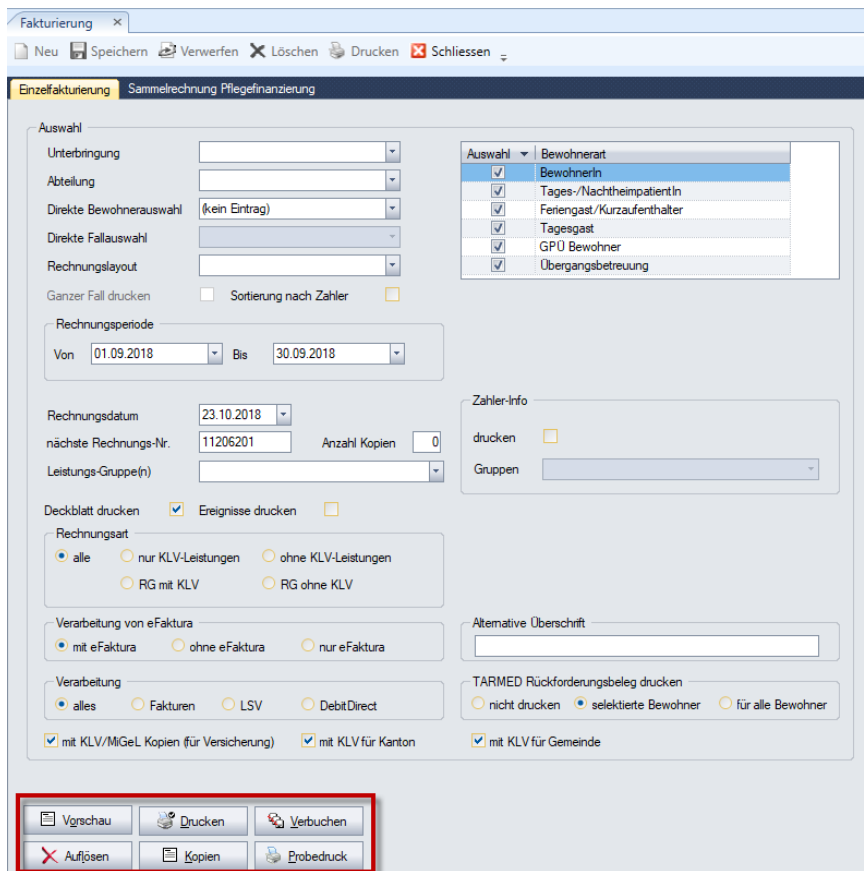 Fakturierung ×
Neu Speichern Verwerfen Löschen Drucken Schliessen
Einzelfakturierung Sammelrechnung Pflegefinanzierung
Auswahl
Unterbringung
Abteilung
Direkte Bewohnerauswahl (kein Eintrag)
Direkte Fallauswahl
Rechnungslayout
Ganzer Fall drucken Sortierung nach Zahler
Auswahl Bewohnerart
BewohnerIn
Tages-/NachtheimpatientIn
Feriengast/Kurzaufenthalter
Tagesgast
GPÜ Bewohner
Übergangsbetreuung
Rechnungsperiode
Von 01.09.2018 Bis 30.09.2018
Rechnungsdatum 23.10.2018
nächste Rechnungs-Nr. 11206201 Anzahl Kopien 0
Leistungs-Gruppe(n)
Zahler-Info
drucken
Gruppen
Deckblatt drucken Ereignisse drucken
Rechnungsart
alle nur KLV-Leistungen ohne KLV-Leistungen
RG mit KLV RG ohne KLV
Verarbeitung von eFaktura
mit eFaktura ohne eFaktura nur eFaktura
Alternative Überschrift
Verarbeitung
alles Fakturen LSV DebitDirect
TARMED Rückforderungsbeleg drucken
nicht drucken selektierte Bewohner für alle Bewohner
mit KLV/MiGeL Kopien (für Versicherung) mit KLV für Kanton mit KLV für Gemeinde
Vorschau Drucken Verbuchen
Auflösen Kopien Probedruck